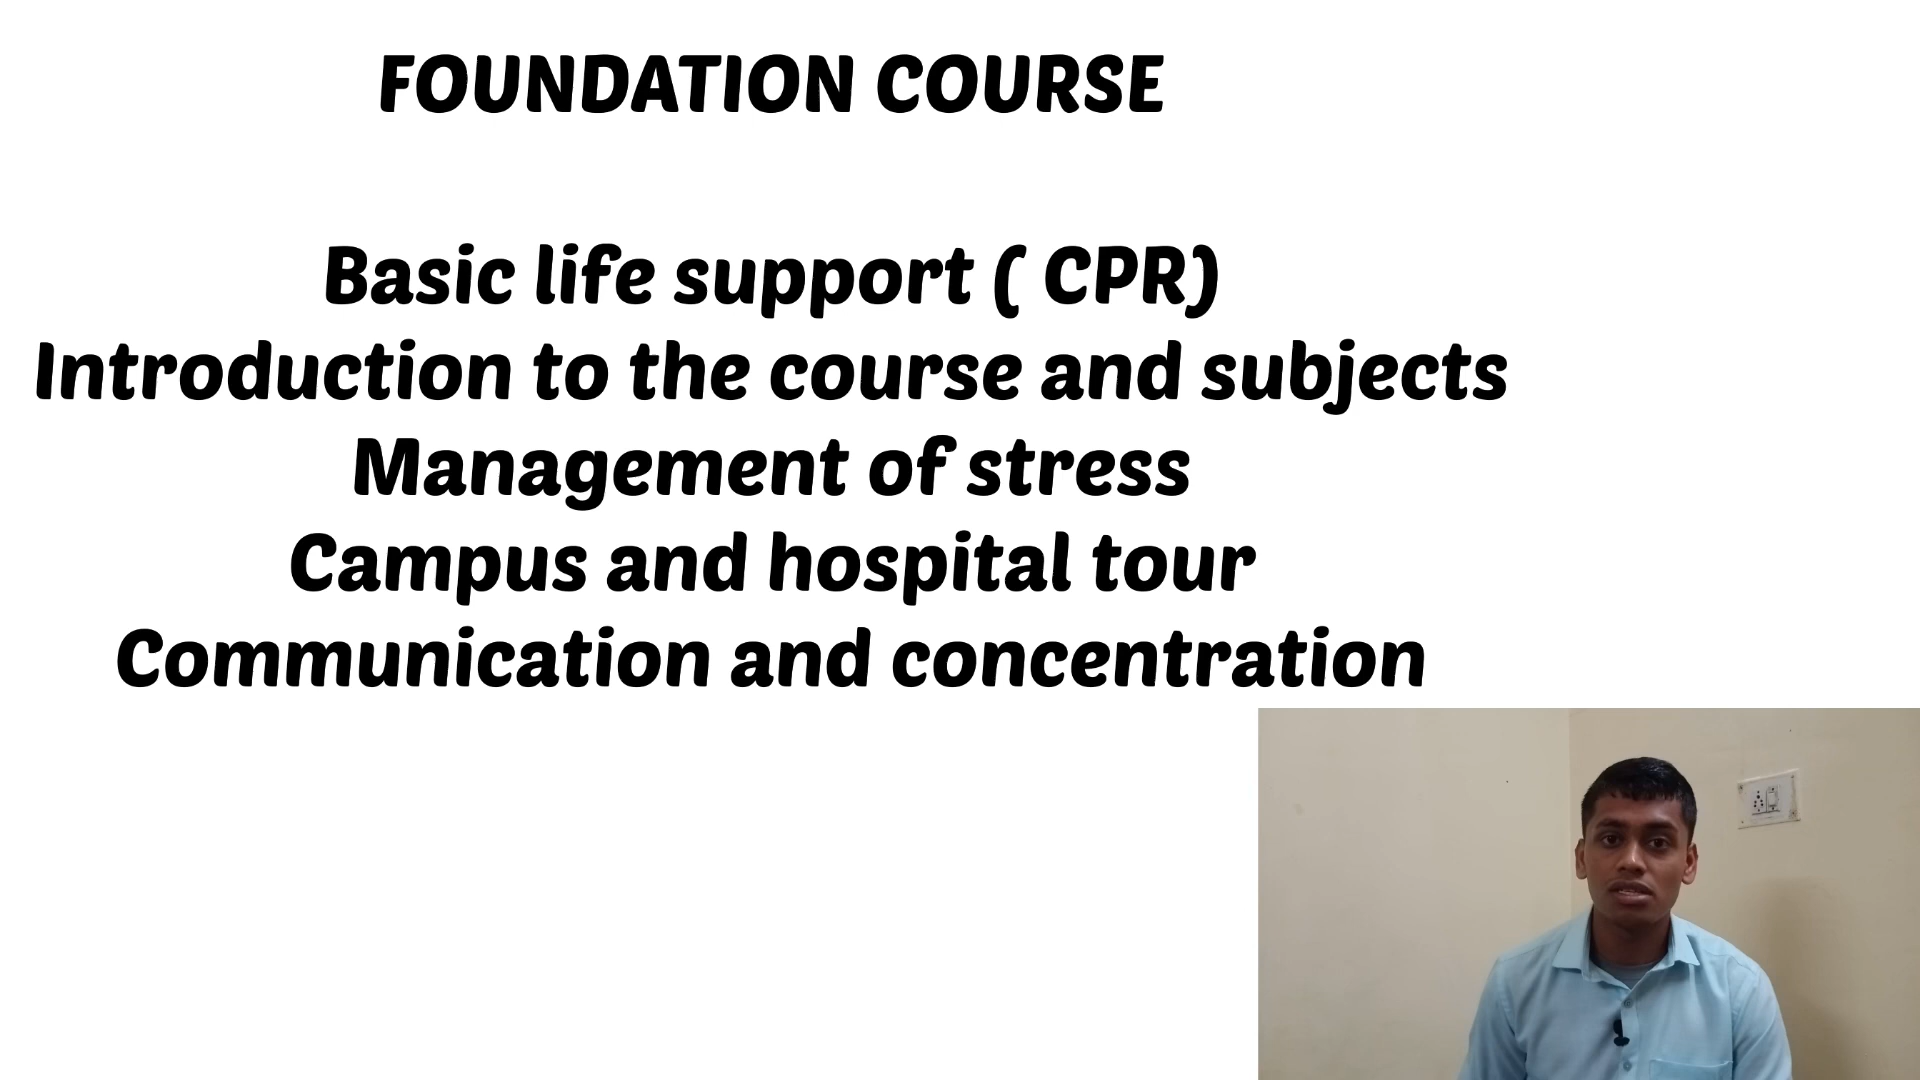 FOUNDATION COURSE
Basic life support ( CPR)
Introduction to the course and subjects
Management of stress
Campus and hospital tour
Communication and concentration